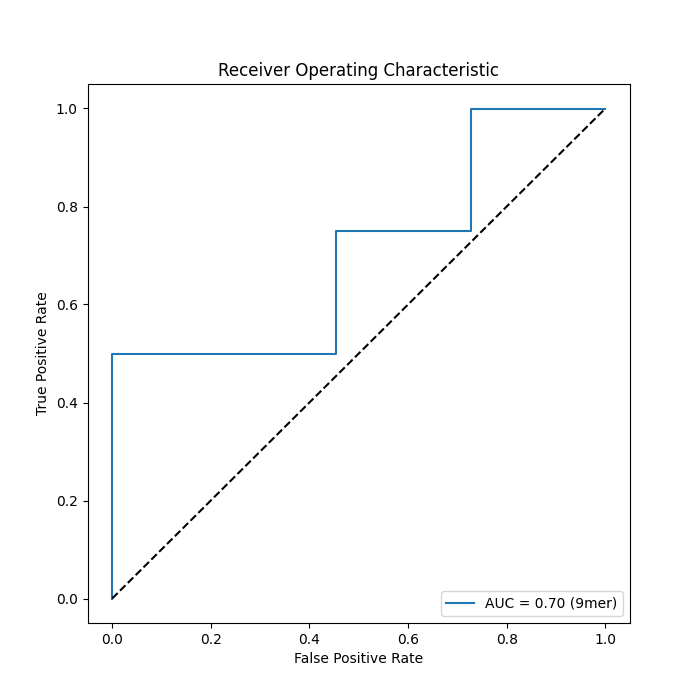 Receiver Operating Characteristic
True Positive Rate
1.0
0.8
0.6
0.4
0.2
0.0
AUC = 0.70 (9mer)
0.0 0.2 0.4 0.6 0.8 1.0
False Positive Rate